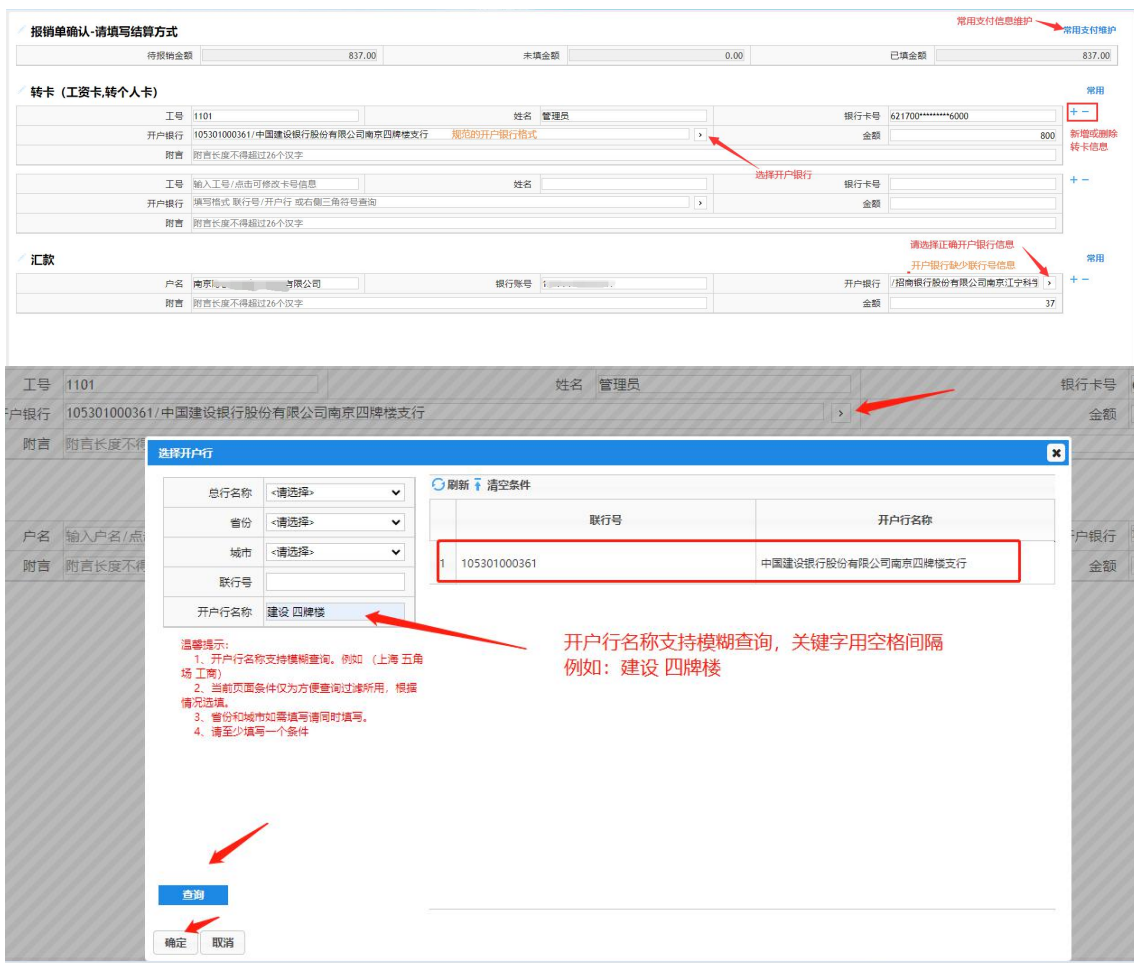 常用支付信息维护
报销单确认-请填写结算方式
常用支付维护
待报销金额 837.00 未填金额 0.00 已填金额 837.00
转卡（工资卡,转个人卡） 常用
工号 1101 姓名 管理员 银行卡号 621700*********6000 + −
开户银行 105301000361/中国建设银行股份有限公司南京四牌楼支行 规范的开户银行格式 > 金额 800
新增或删除
转卡信息
附言 附言长度不得超过26个汉字
选择开户银行
工号 输入工号/点击可修改卡号信息 姓名 银行卡号 + −
开户银行 填写格式 联行号/开户行 或右侧三角符号查询 > 金额
附言 附言长度不得超过26个汉字
请选择正确开户银行信息
汇款 开户银行缺少联行号信息 常用
户名 南京 有限公司 银行账号 1 开户银行 /招商银行股份有限公司南京江宁科学 > + −
附言 附言长度不得超过26个汉字 金额 37
工号 1101 姓名 管理员 银行卡号
户银行 105301000361/中国建设银行股份有限公司南京四牌楼支行 > 金额
附言 附言长度不得
选择开户行
总行名称 <请选择>
刷新 清空条件
省份 <请选择>
联行号 开户行名称
户名 输入户名/点 户银行
城市 <请选择>
1 105301000361 中国建设银行股份有限公司南京四牌楼支行
附言 附言长度不得 金额
联行号
开户行名称 建设 四牌楼
温馨提示:
1、开户行名称支持模糊查询。例如 （上海 五角
场 工商）
2、当前页面条件仅为方便查询过滤所用，根据
情况选填。
3、省份和城市如需填写请同时填写。
4、请至少填写一个条件
开户行名称支持模糊查询，关键字用空格间隔
例如：建设 四牌楼
查询
确定 取消